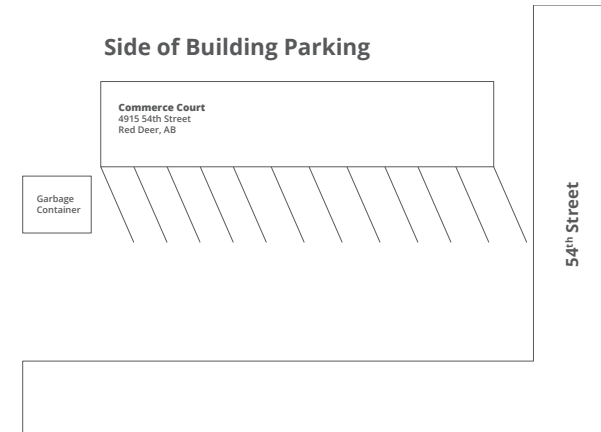 Side of Building Parking
Commerce Court
4915 54th Street
Red Deer, AB
Garbage
Container
54th Street